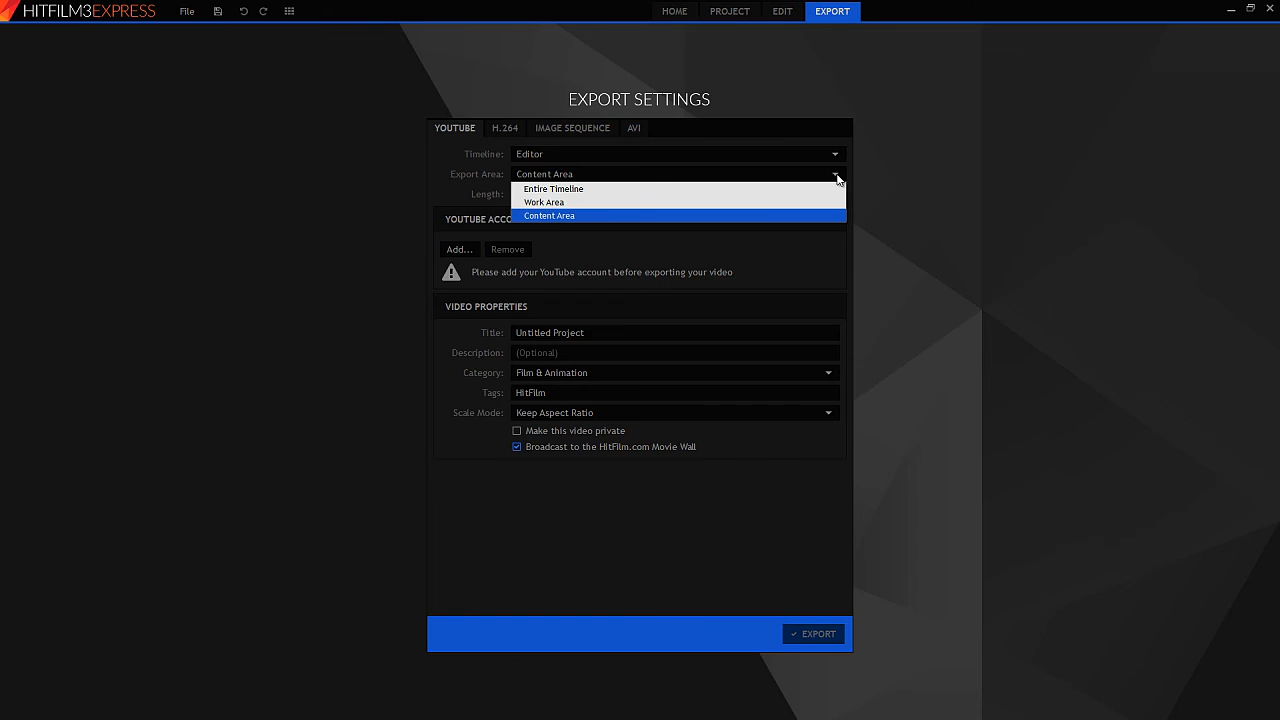 HITFILM3EXPRESS File HOME PROJECT EDIT EXPORT
EXPORT SETTINGS
YOUTUBE H.264 IMAGE SEQUENCE AVI
Timeline: Editor
Export Area: Content Area
Entire Timeline
Length:
Work Area
Content Area
YOUTUBE ACCO
Add... Remove
Please add your YouTube account before exporting your video
VIDEO PROPERTIES
Title: Untitled Project
Description: (Optional)
Category: Film & Animation
Tags: HitFilm
Scale Mode: Keep Aspect Ratio
Make this video private
Broadcast to the HitFilm.com Movie Wall
EXPORT